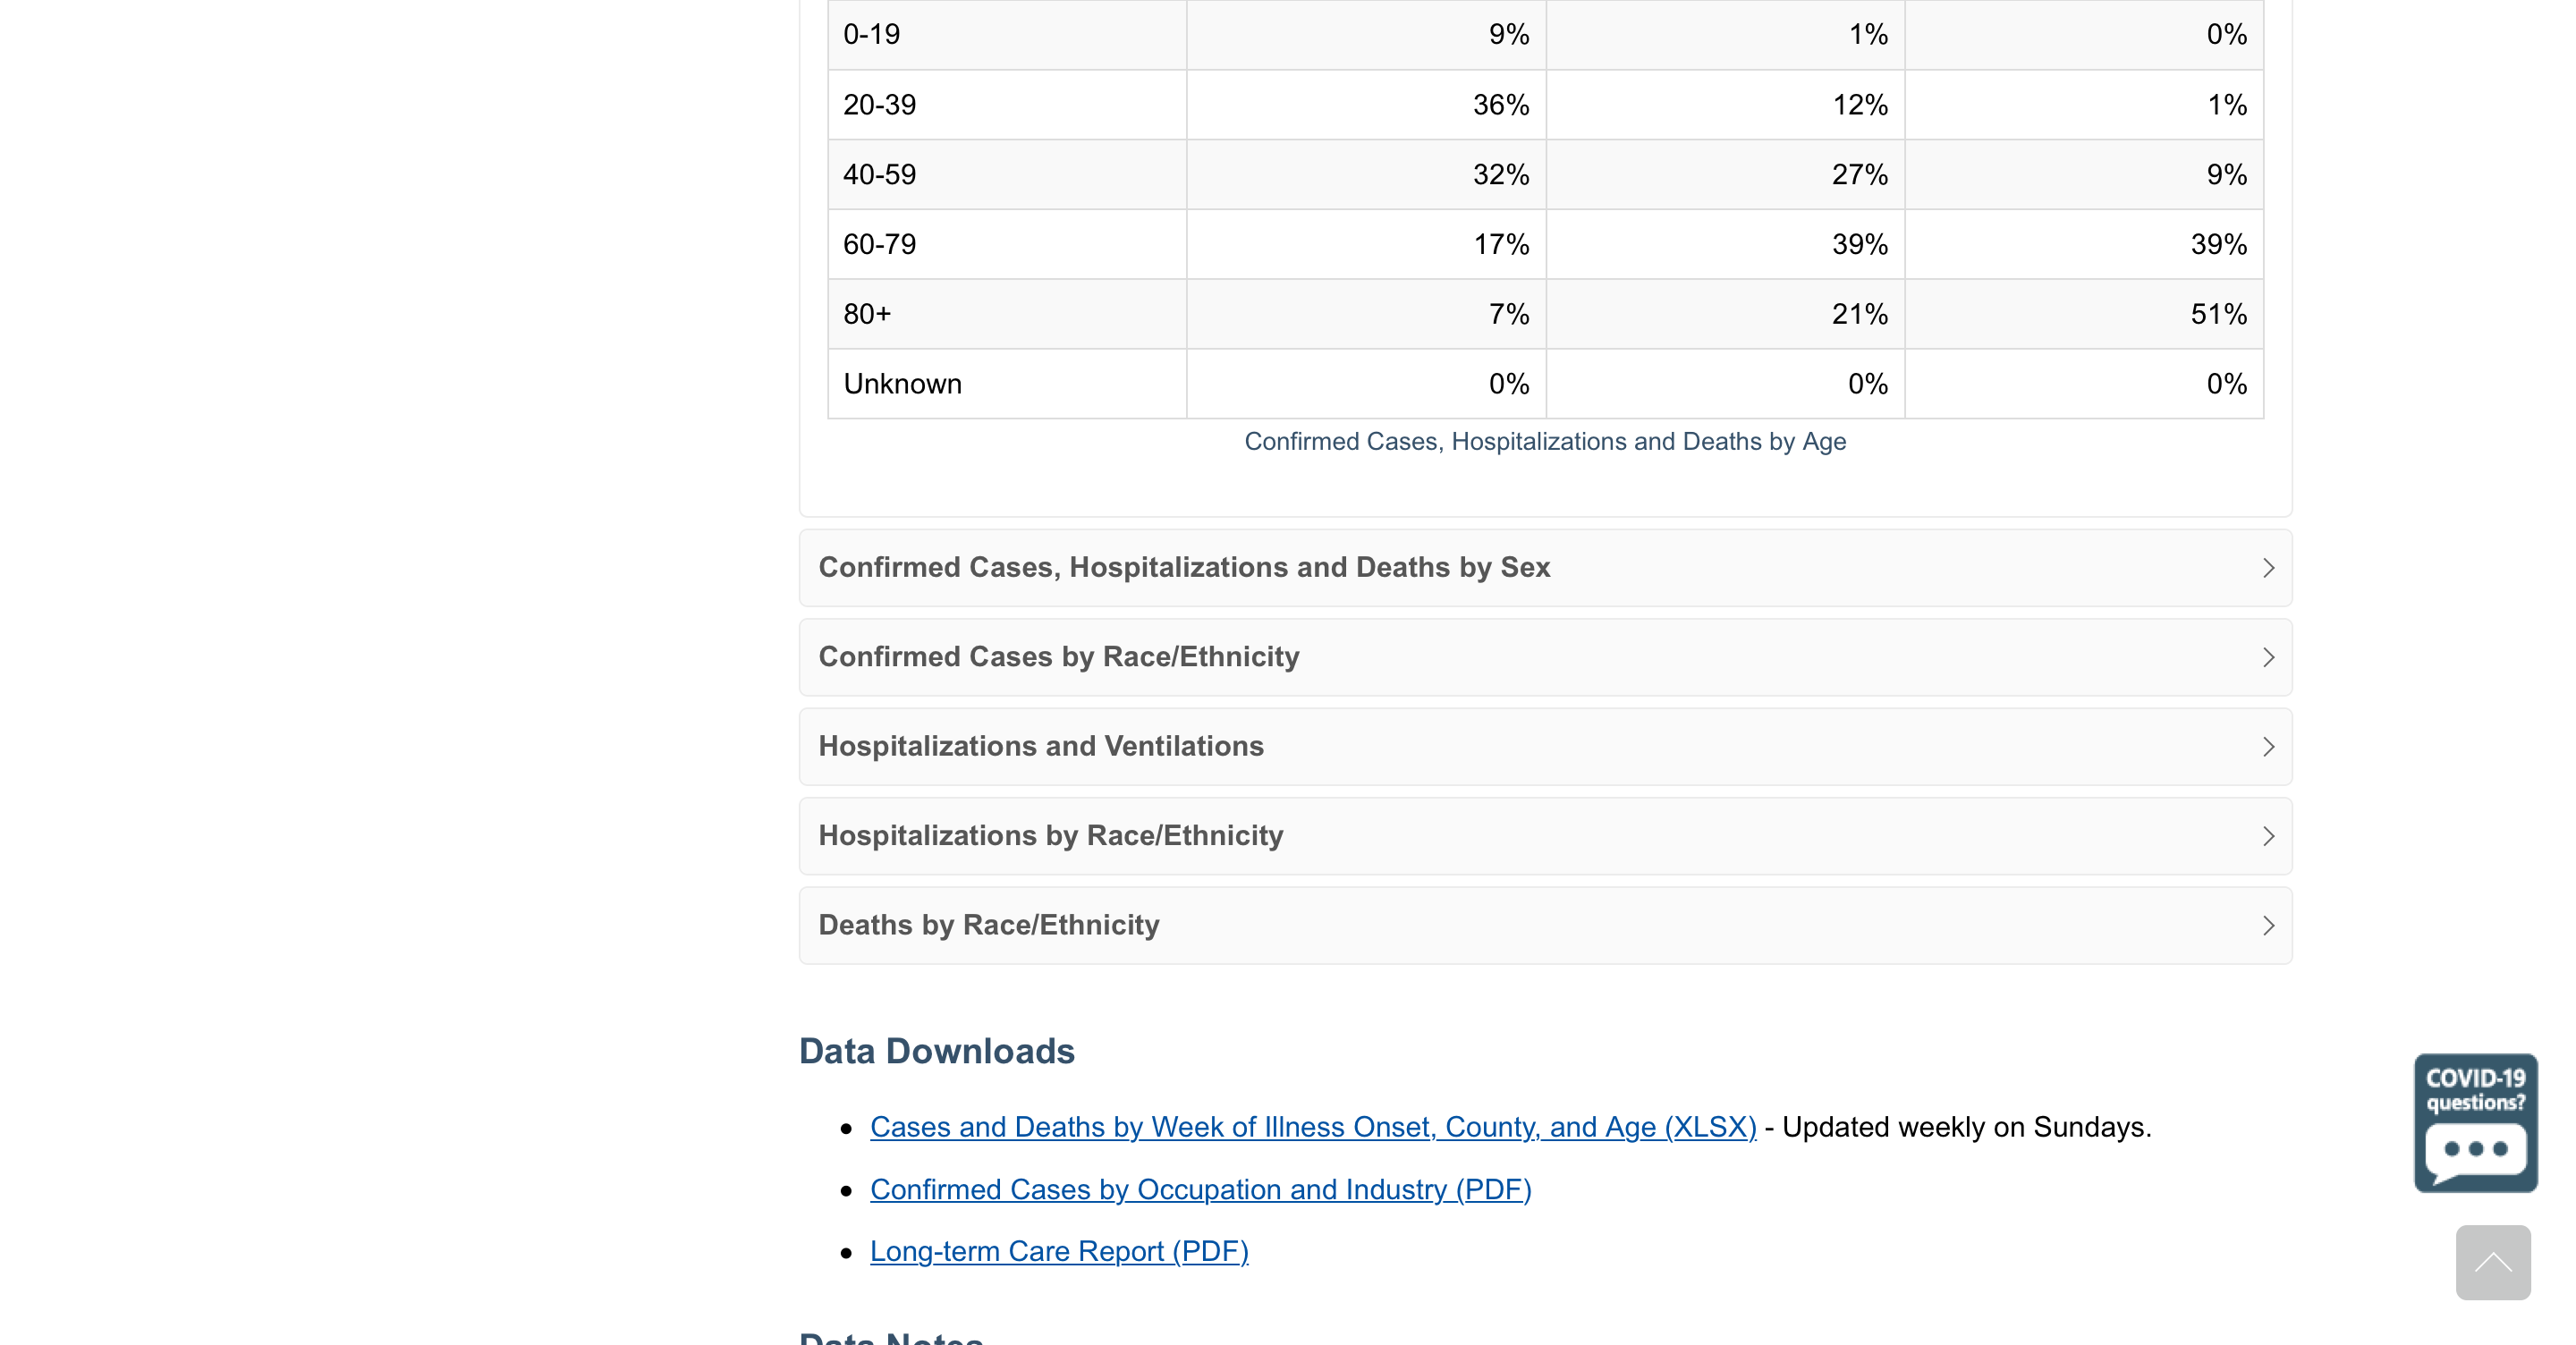 0-19 9% 1% 0%
20-39 36% 12% 1%
40-59 32% 27% 9%
60-79 17% 39% 39%
80+ 7% 21% 51%
Unknown 0% 0% 0%
Confirmed Cases, Hospitalizations and Deaths by Age
Confirmed Cases, Hospitalizations and Deaths by Sex
Confirmed Cases by Race/Ethnicity
Hospitalizations and Ventilations
Hospitalizations by Race/Ethnicity
Deaths by Race/Ethnicity
Data Downloads
Cases and Deaths by Week of Illness Onset, County, and Age (XLSX) - Updated weekly on Sundays.
Confirmed Cases by Occupation and Industry (PDF)
Long-term Care Report (PDF)
COVID-19
questions?
Data Notes